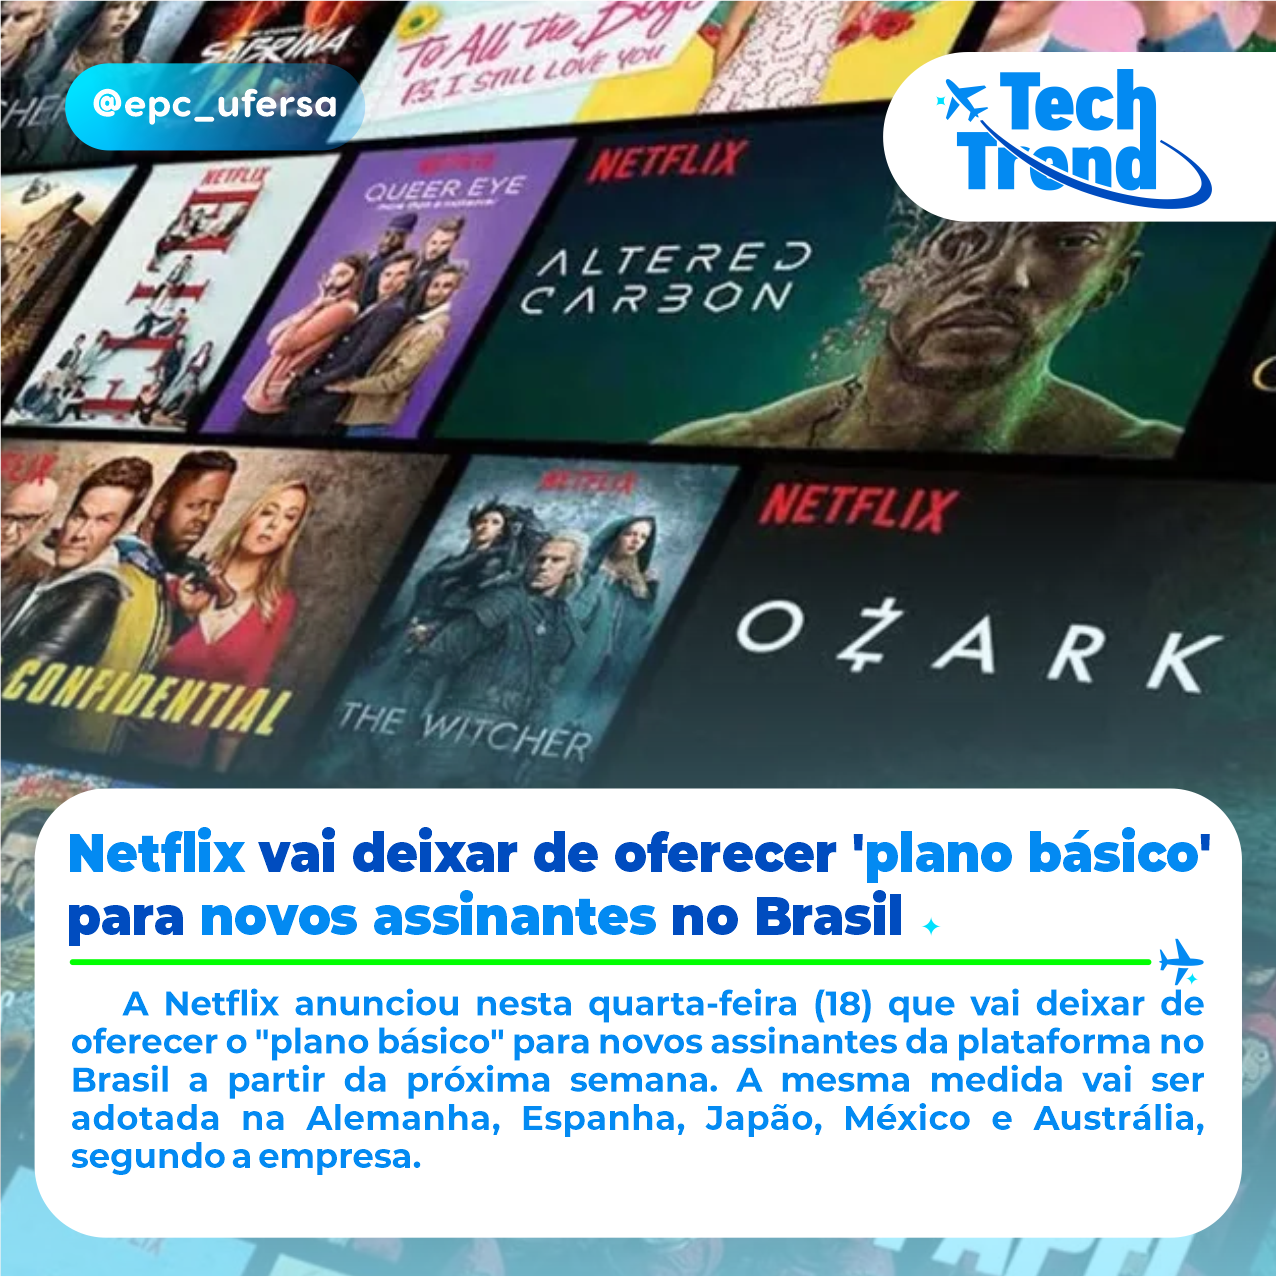 SABRINA
To All the Boys
P.S. I STILL LOVE YOU
@epc_ufersa
Tech
Trend
NETFLIX
ELITE
NETFLIX
QUEER EYE
NETFLIX
ALTERED
CARBON
NETFLIX
CONFIDENTIAL
NETFLIX
THE WITCHER
NETFLIX
OZARK
Netflix vai deixar de oferecer 'plano básico'
para novos assinantes no Brasil
A Netflix anunciou nesta quarta-feira (18) que vai deixar de
oferecer o "plano básico" para novos assinantes da plataforma no
Brasil a partir da próxima semana. A mesma medida vai ser
adotada na Alemanha, Espanha, Japão, México e Austrália,
segundo a empresa.